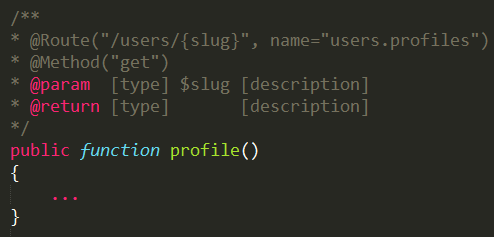 /**
* @Route("/users/{slug}", name="users.profiles")
* @Method("get")
* @param  [type] $slug [description]
* @return [type]       [description]
*/
public function profile()
{
    ...
}